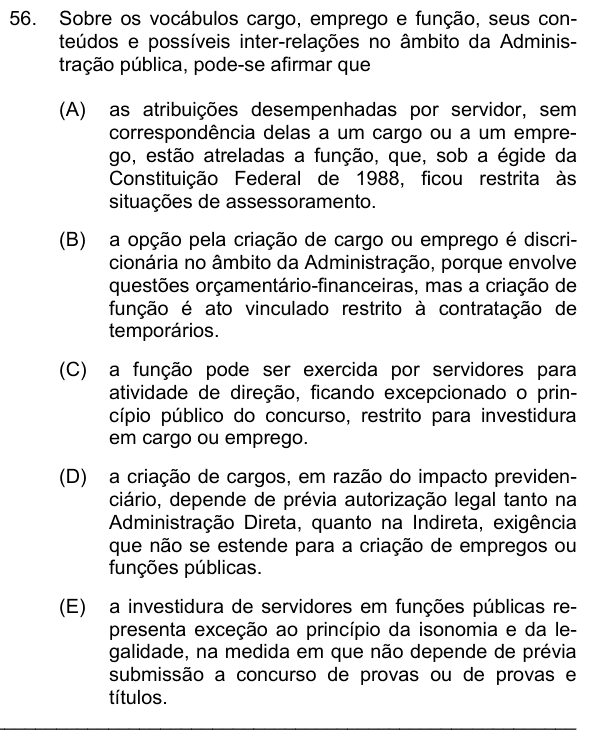 56. Sobre os vocábulos cargo, emprego e função, seus con-
teúdos e possíveis inter-relações no âmbito da Adminis-
tração pública, pode-se afirmar que
(A) as atribuições desempenhadas por servidor, sem
correspondência delas a um cargo ou a um empre-
go, estão atreladas a função, que, sob a égide da
Constituição Federal de 1988, ficou restrita às
situações de assessoramento.
(B) a opção pela criação de cargo ou emprego é discri-
cionária no âmbito da Administração, porque envolve
questões orçamentário-financeiras, mas a criação de
função é ato vinculado restrito à contratação de
temporários.
(C) a função pode ser exercida por servidores para
atividade de direção, ficando excepcionado o prin-
cípio público do concurso, restrito para investidura
em cargo ou emprego.
(D) a criação de cargos, em razão do impacto previden-
ciário, depende de prévia autorização legal tanto na
Administração Direta, quanto na Indireta, exigência
que não se estende para a criação de empregos ou
funções públicas.
(E) a investidura de servidores em funções públicas re-
presenta exceção ao princípio da isonomia e da le-
galidade, na medida em que não depende de prévia
submissão a concurso de provas ou de provas e
títulos.